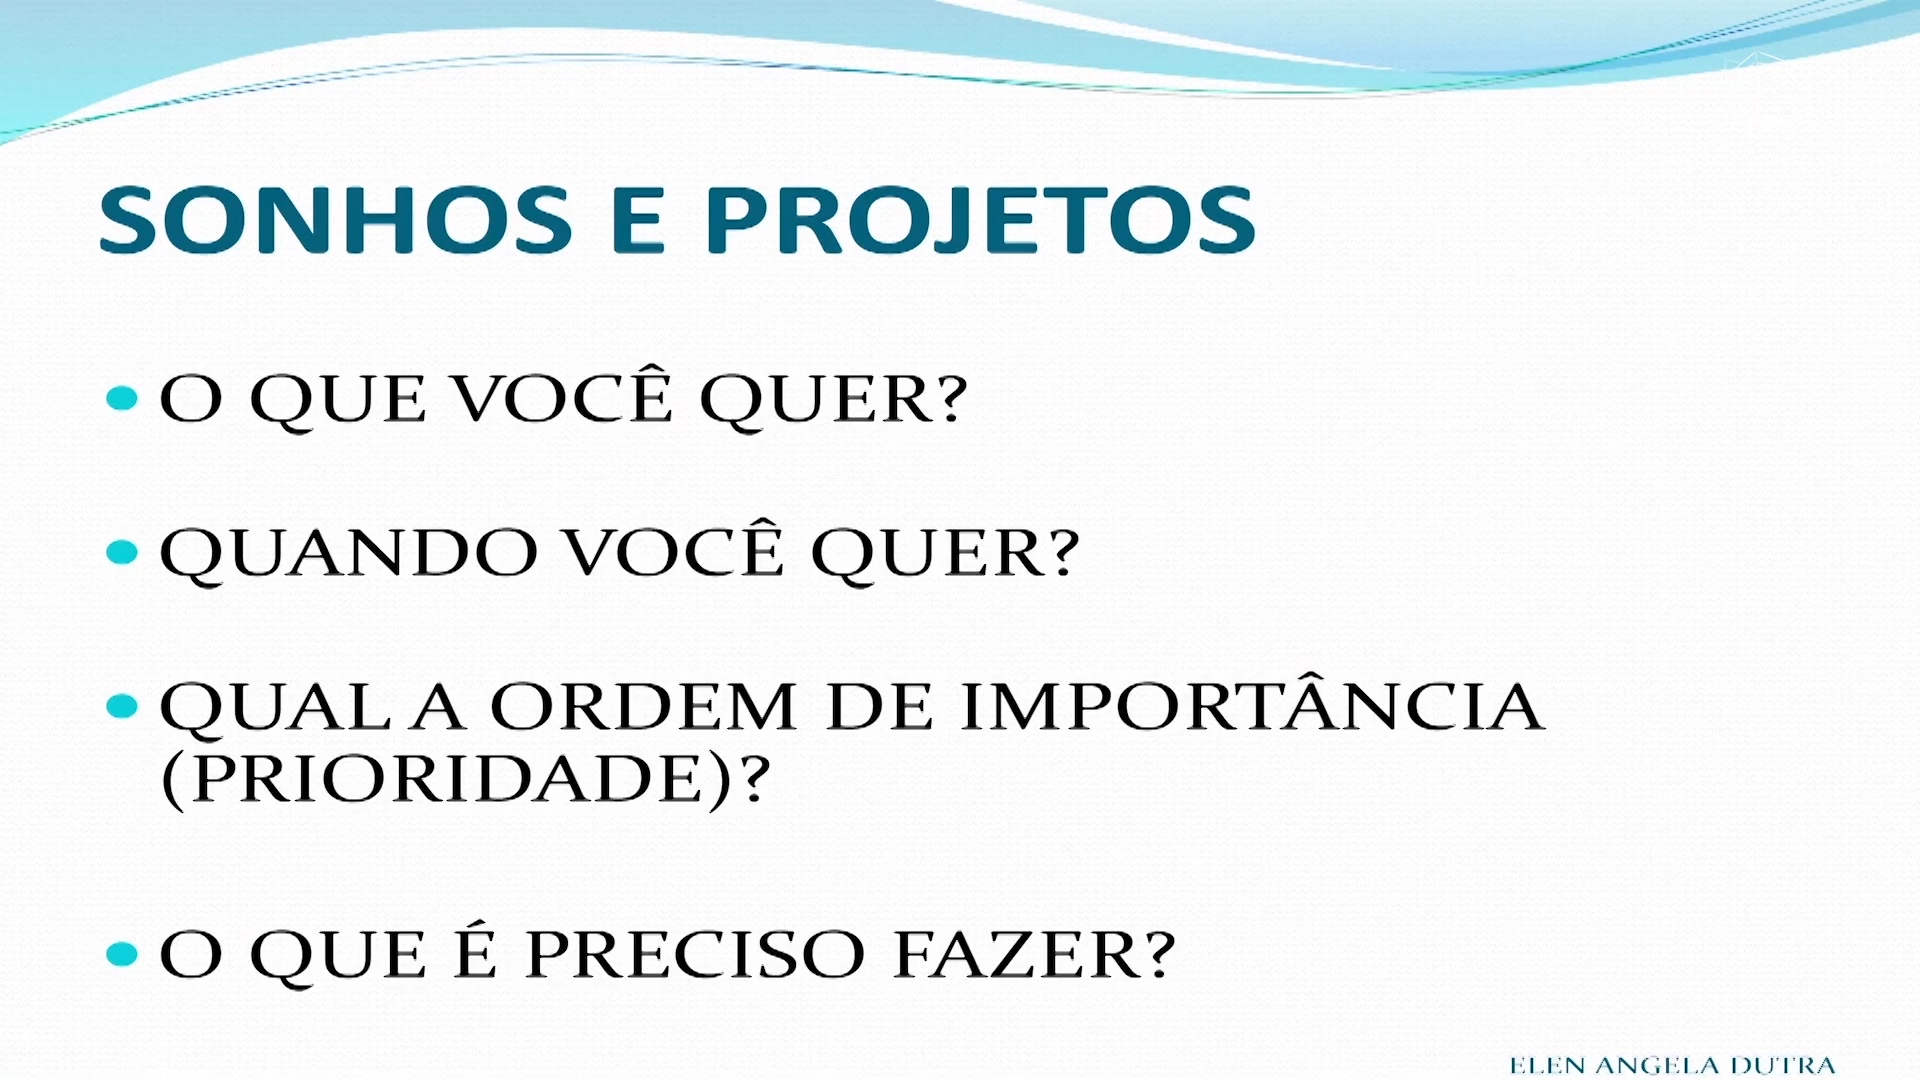 SONHOS E PROJETOS
• O QUE VOCÊ QUER?
• QUANDO VOCÊ QUER?
• QUAL A ORDEM DE IMPORTÂNCIA
(PRIORIDADE)?
• O QUE É PRECISO FAZER?
ELEN ANGELA DUTRA